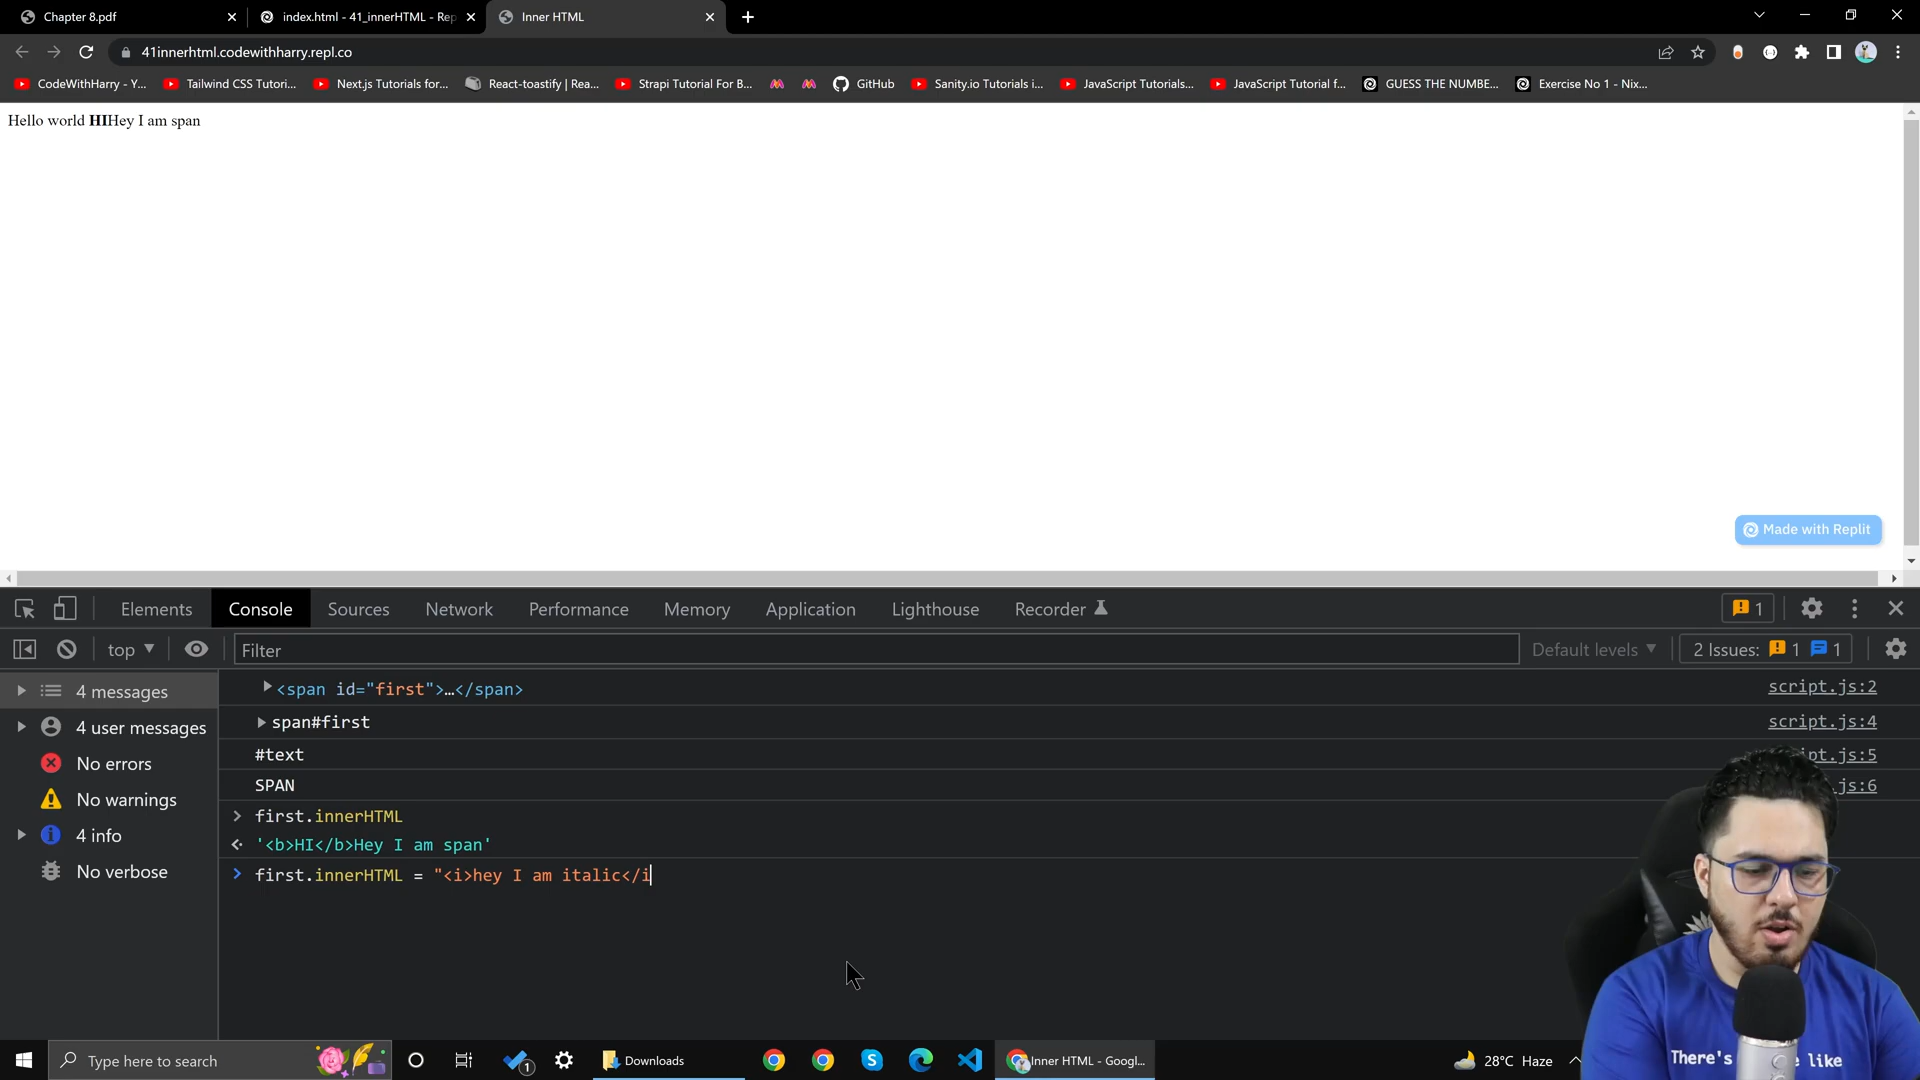 Chapter 8.pdf
index.html - 41_innerHTML - Rep
Inner HTML
41innerhtml.codewithharry.repl.co
CodeWithHarry - Y...
Tailwind CSS Tutori...
Next.js Tutorials for...
React-toastify | Rea...
Strapi Tutorial For B...
GitHub
Sanity.io Tutorials i...
JavaScript Tutorials...
JavaScript Tutorial f...
GUESS THE NUMBE...
Exercise No 1 - Nix...
Hello world HIHey I am span
Made with Replit
Elements
Console
Sources
Network
Performance
Memory
Application
Lighthouse
Recorder
1
top
Filter
Default levels
2 Issues: 1 1
4 messages
4 user messages
No errors
No warnings
4 info
No verbose
<span id="first">…</span>
script.js:2
span#first
script.js:4
#text
ipt.js:5
SPAN
js:6
first.innerHTML
'<b>HI</b>Hey I am span'
first.innerHTML = "<i>hey I am italic</i
There's
like
Type here to search
1
Downloads
Inner HTML - Googl...
28°C Haze